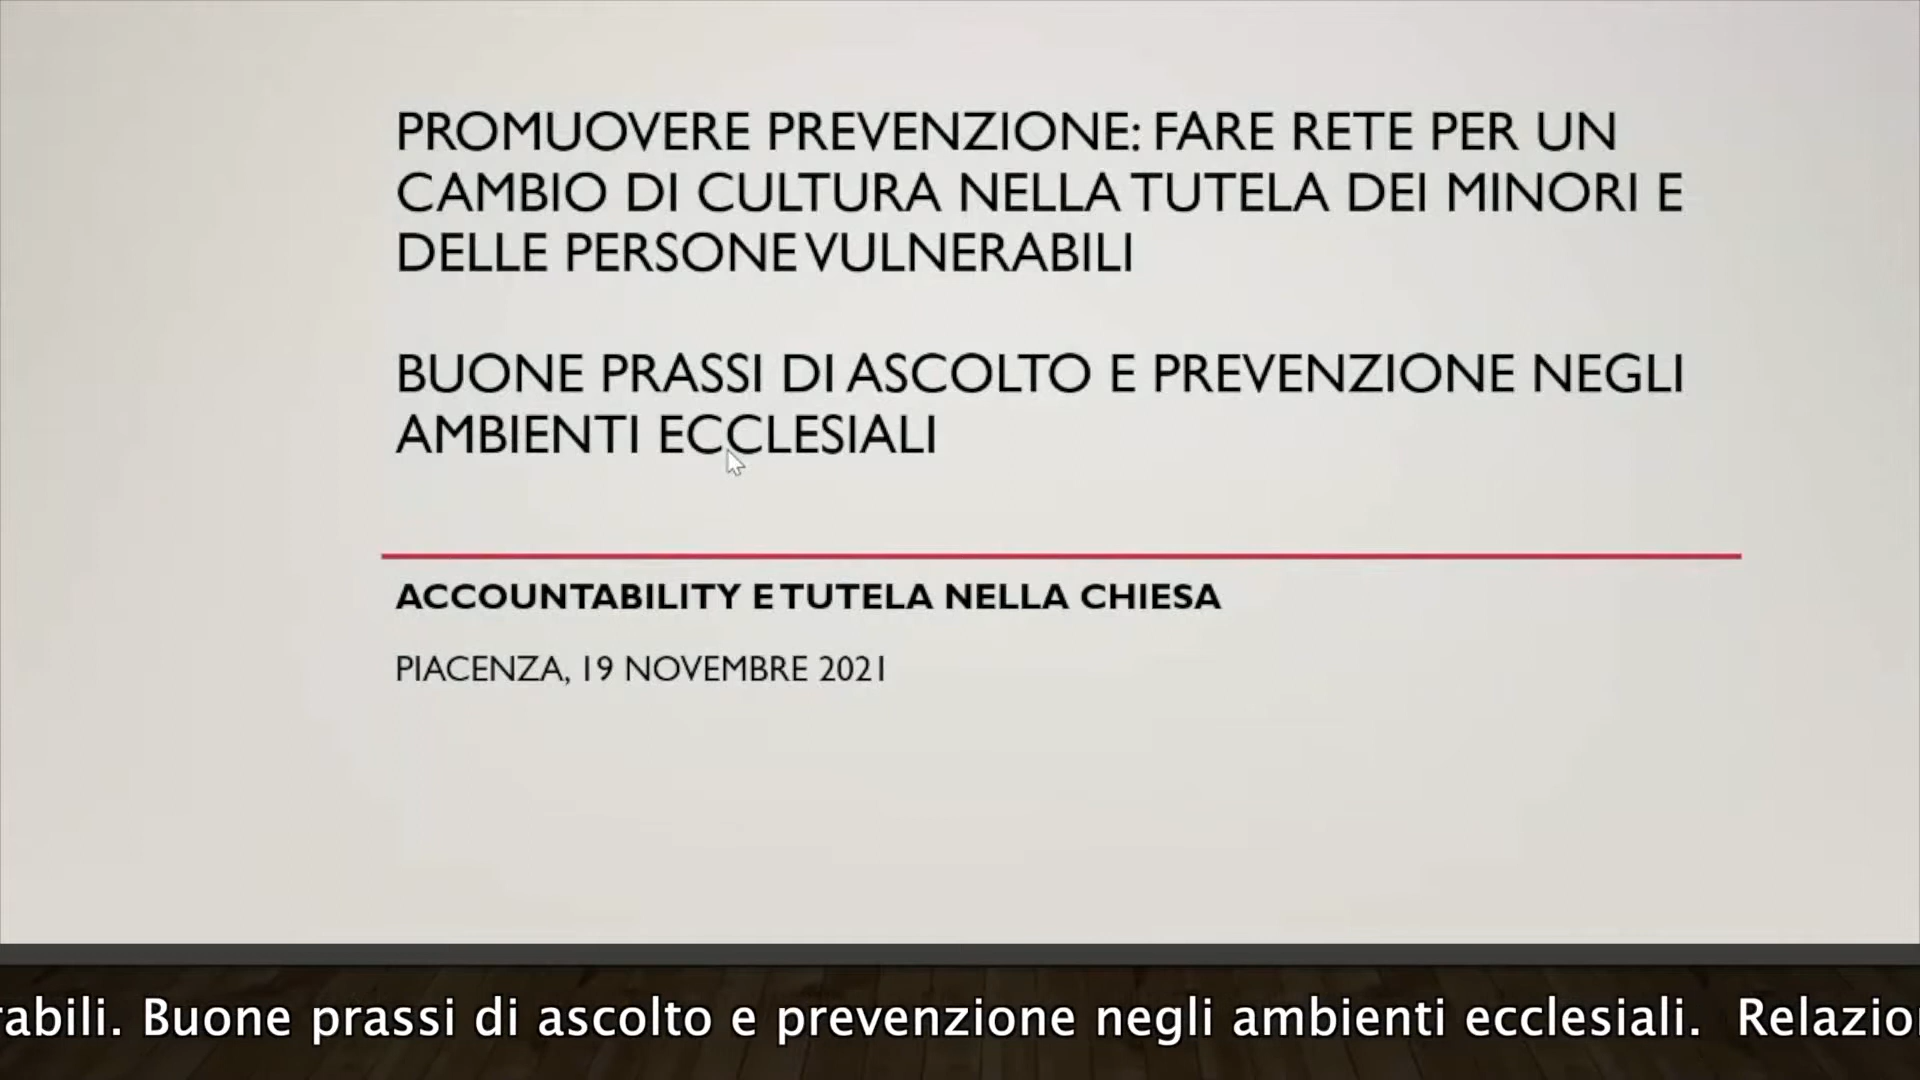 PROMUOVERE PREVENZIONE: FARE RETE PER UN
CAMBIO DI CULTURA NELLA TUTELA DEI MINORI E
DELLE PERSONE VULNERABILI
BUONE PRASSI DI ASCOLTO E PREVENZIONE NEGLI
AMBIENTI ECCLESIALI
ACCOUNTABILITY E TUTELA NELLA CHIESA
PIACENZA, 19 NOVEMBRE 2021
rabili. Buone prassi di ascolto e prevenzione negli ambienti ecclesiali. Relazio